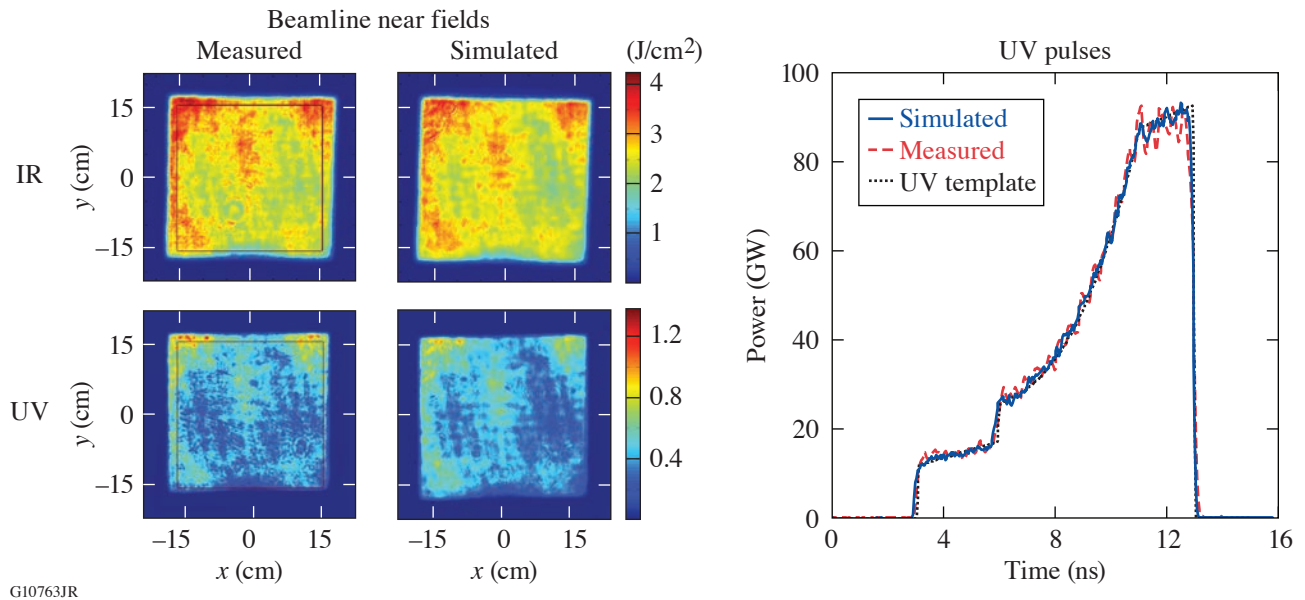 Beamline near fields
Measured
Simulated
(J/cm²)
IR
y (cm)
15
0
–15
4
3
2
1
UV
y (cm)
15
0
–15
1.2
0.8
0.4
–15 0 15
–15 0 15
x (cm)
x (cm)
UV pulses
Power (GW)
100
80
60
40
20
0
Simulated
Measured
UV template
0 4 8 12 16
Time (ns)
G10763JR